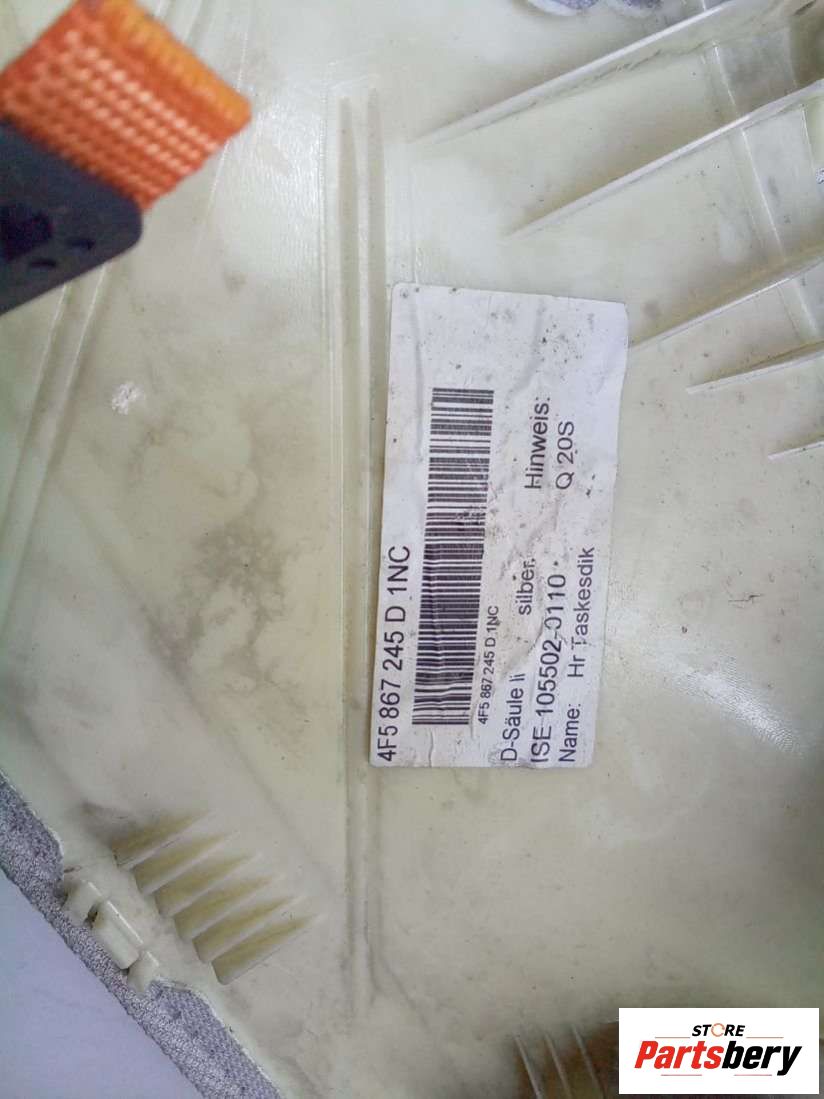 4F5 867 245 D 1NC
4F5 867 245 D 1NC
D-Säule li silber,
Hinweis:
ISE 105502-0110
Q 20S
Name: Hr Taskesdik
STORE
Partsbery